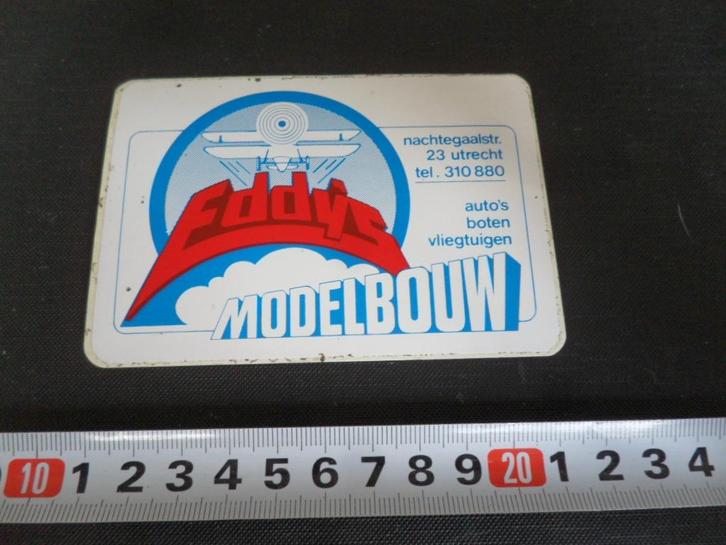 nachtegaalstr.
23 utrecht
tel. 310 880
auto's
boten
vliegtuigen
Eddy's
MODELBOUW
10 1 2 3 4 5 6 7 8 9 20 1 2 3 4